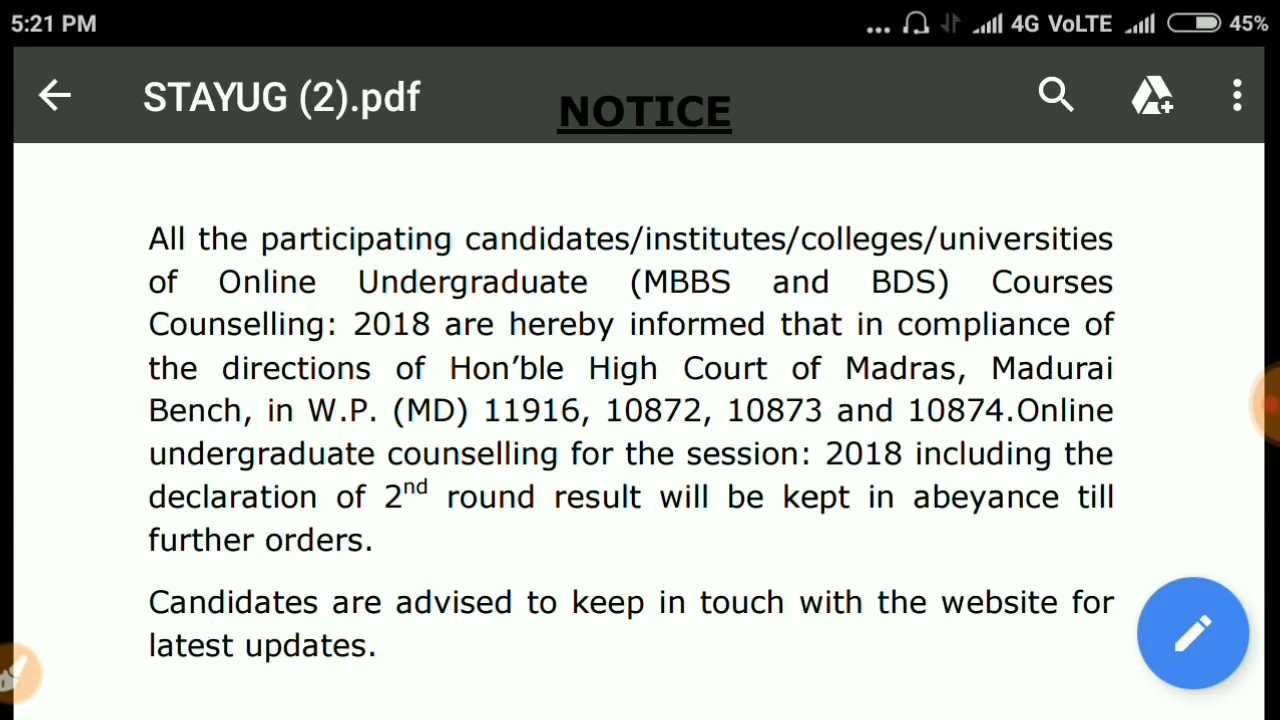 5:21 PM
... 4G VoLTE 45%
STAYUG (2).pdf
NOTICE
All the participating candidates/institutes/colleges/universities
of Online Undergraduate (MBBS and BDS) Courses
Counselling: 2018 are hereby informed that in compliance of
the directions of Hon’ble High Court of Madras, Madurai
Bench, in W.P. (MD) 11916, 10872, 10873 and 10874.Online
undergraduate counselling for the session: 2018 including the
declaration of 2nd round result will be kept in abeyance till
further orders.
Candidates are advised to keep in touch with the website for
latest updates.